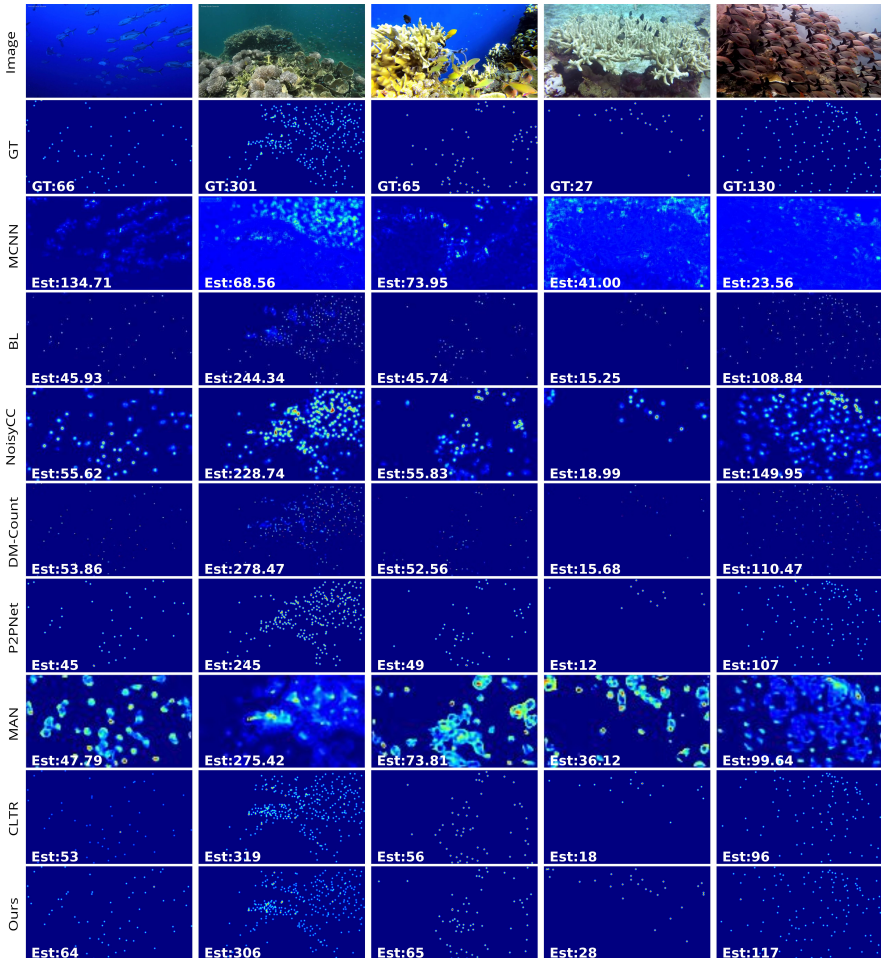 Image
GT
GT:66 GT:301 GT:65 GT:27 GT:130
MCNN
Est:134.71 Est:68.56 Est:73.95 Est:41.00 Est:23.56
BL
Est:45.93 Est:244.34 Est:45.74 Est:15.25 Est:108.84
NoisyCC
Est:55.62 Est:228.74 Est:55.83 Est:18.99 Est:149.95
DM-Count
Est:53.86 Est:278.47 Est:52.56 Est:15.68 Est:110.47
P2PNet
Est:45 Est:245 Est:49 Est:12 Est:107
MAN
Est:47.79 Est:275.42 Est:73.81 Est:36.12 Est:99.64
CLTR
Est:53 Est:319 Est:56 Est:18 Est:96
Ours
Est:64 Est:306 Est:65 Est:28 Est:117